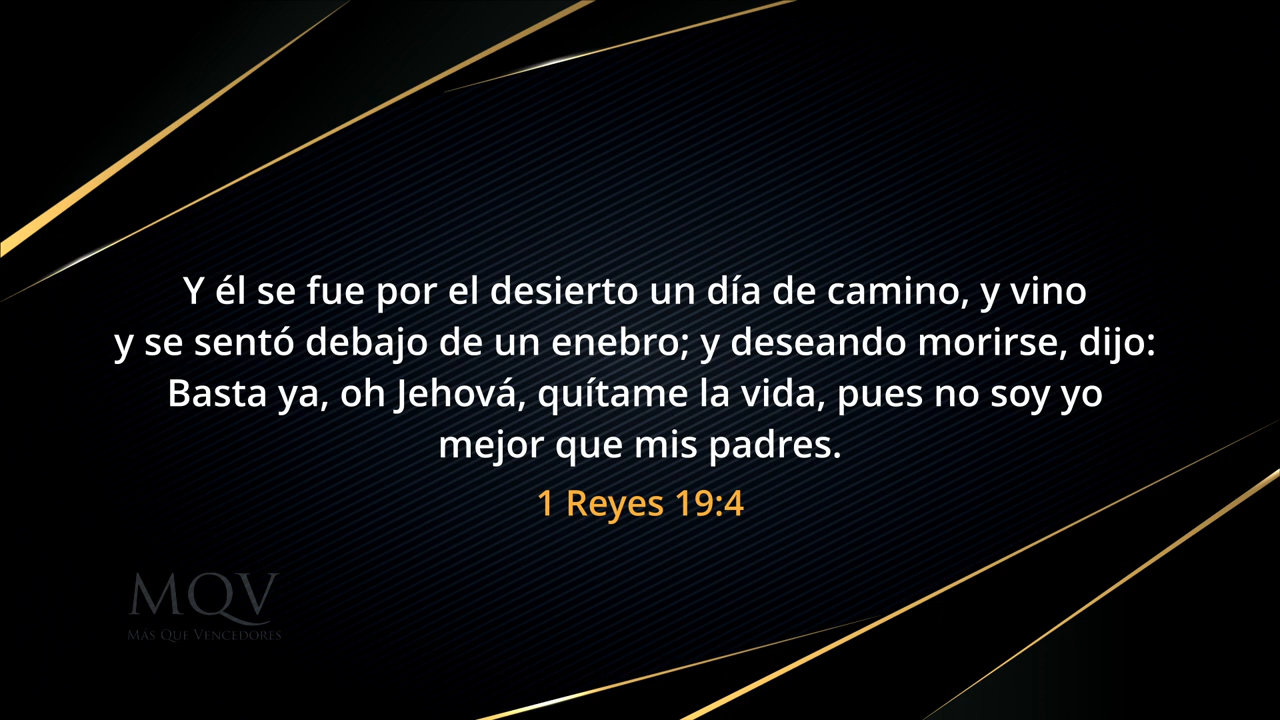 Y él se fue por el desierto un día de camino, y vino
y se sentó debajo de un enebro; y deseando morirse, dijo:
Basta ya, oh Jehová, quítame la vida, pues no soy yo
mejor que mis padres.
1 Reyes 19:4
MQV
MÁS QUE VENCEDORES